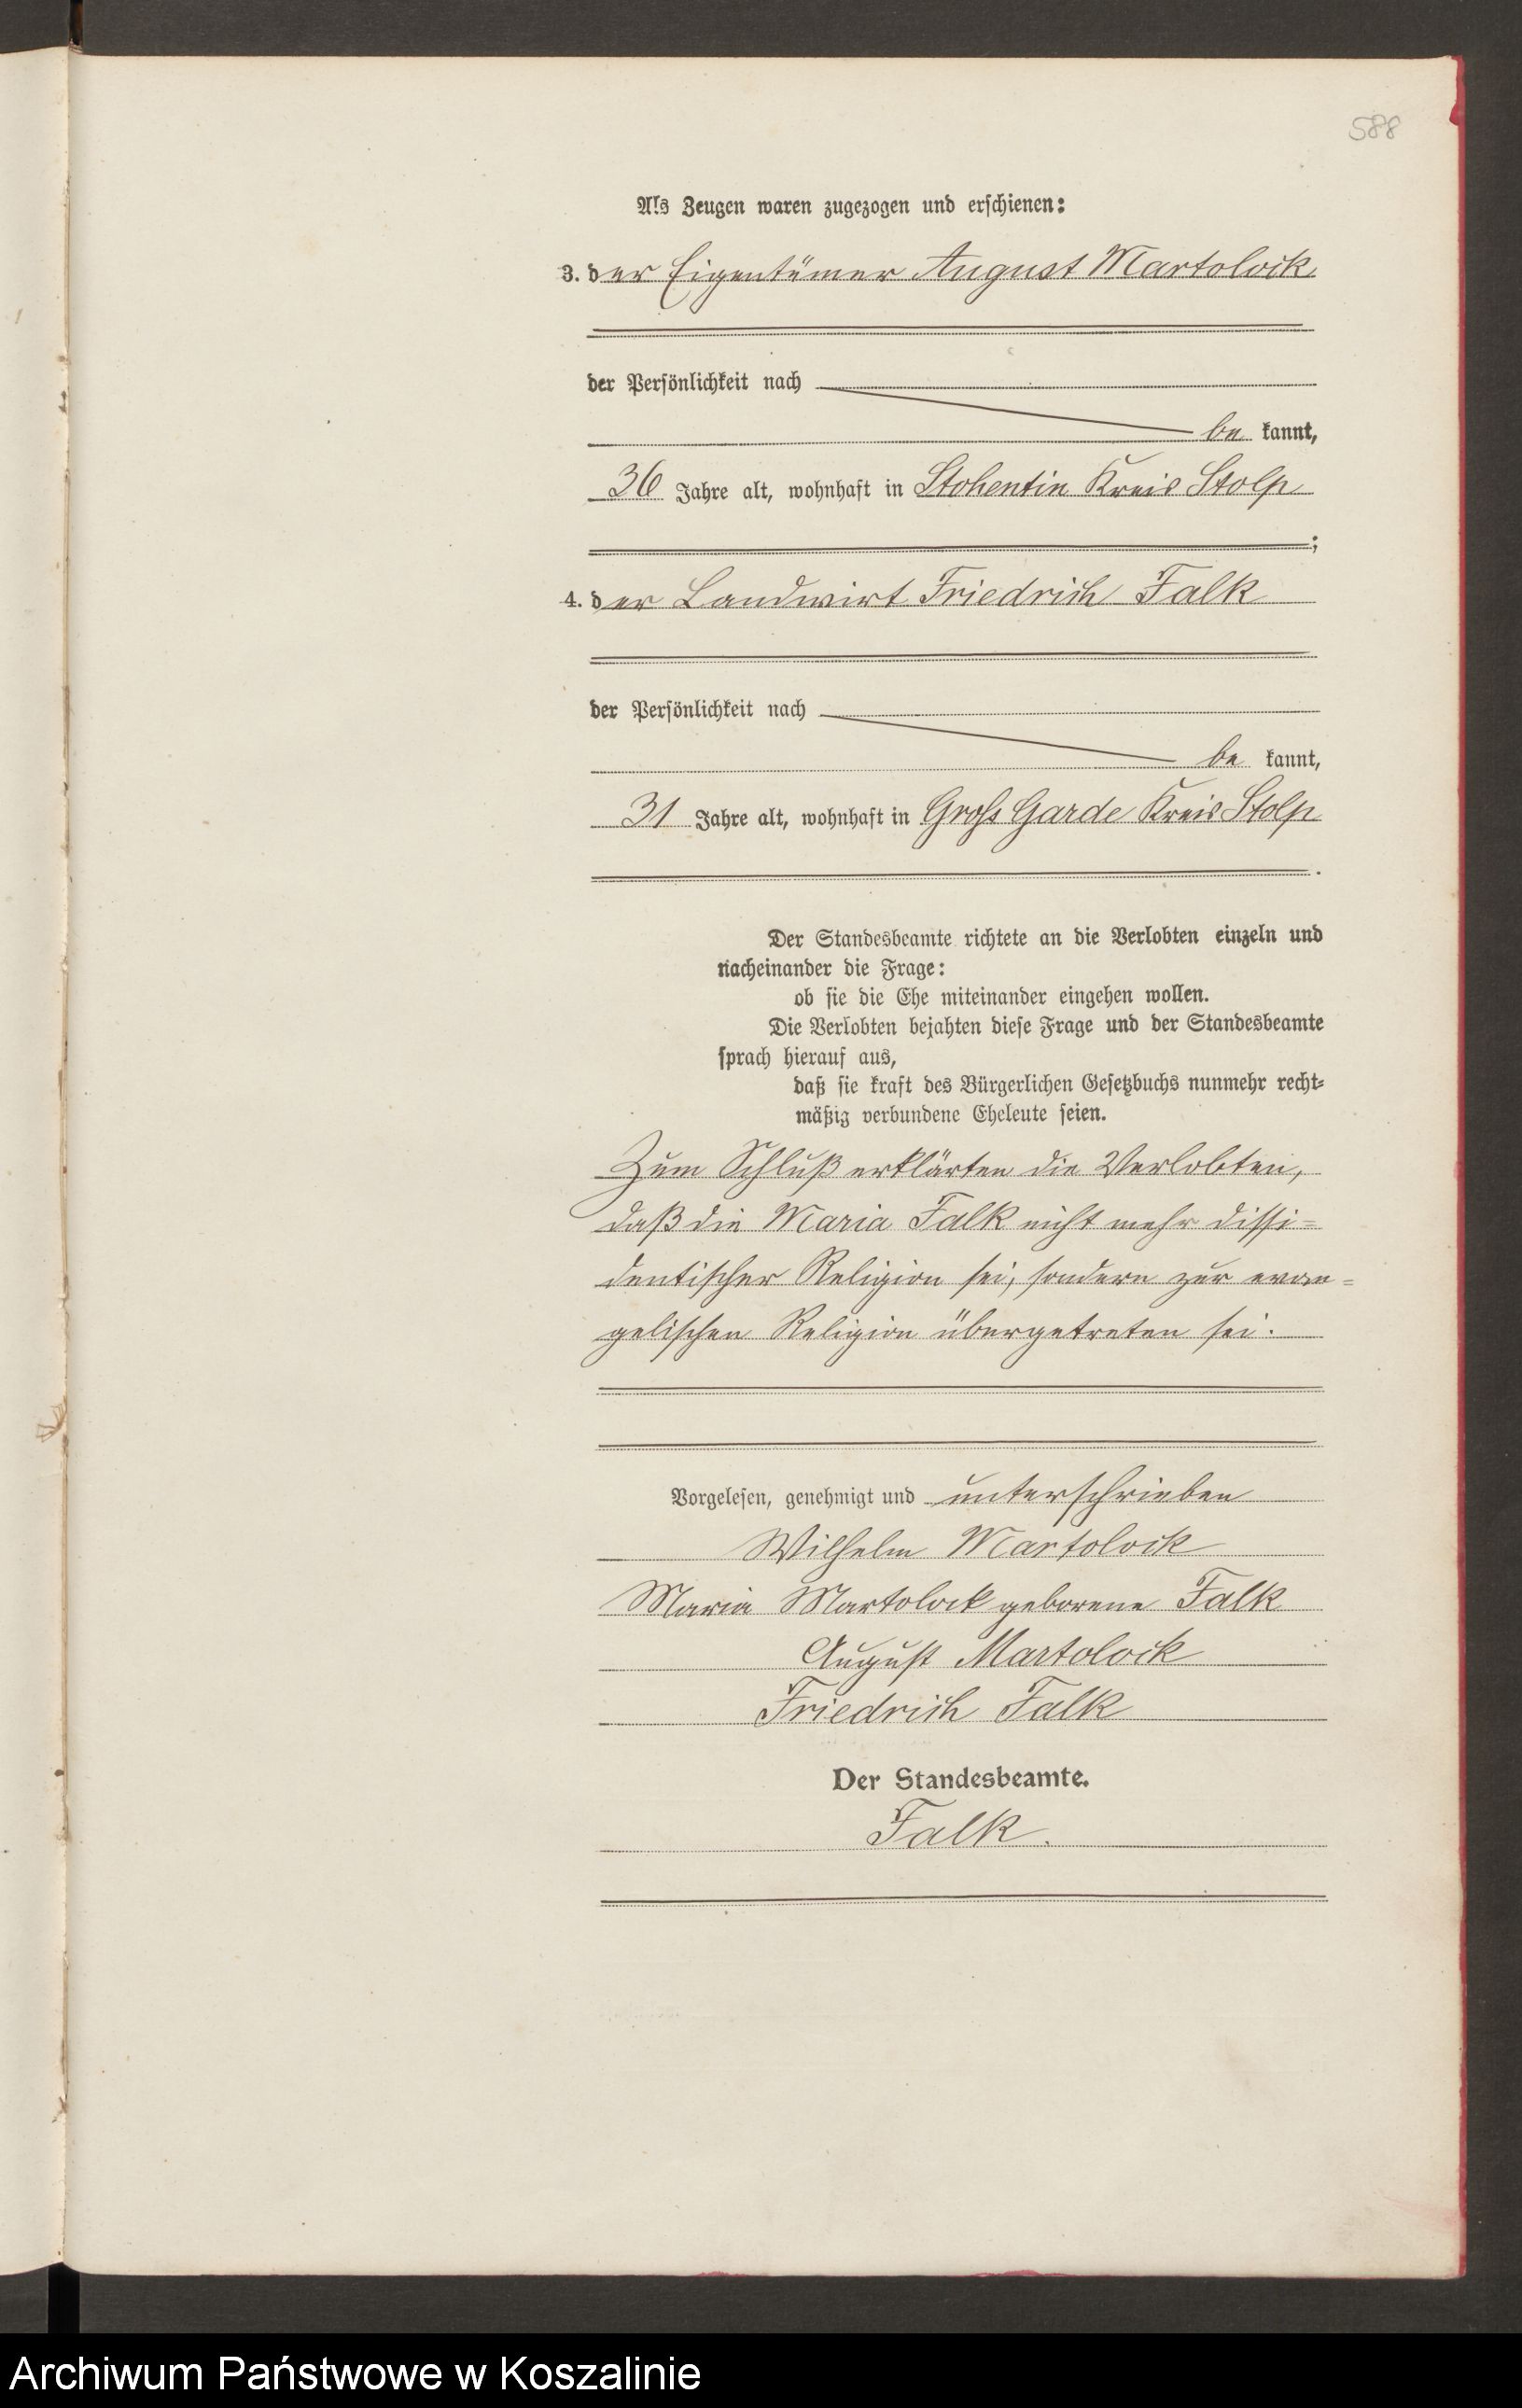 588
Als Zeugen waren zugezogen und erschienen:
3. der Eigentümer August Martolock
der Persönlichkeit nach
be kannt,
36 Jahre alt, wohnhaft in Stohentin Kreis Stolp
;
4. der Landwirt Friedrich Falk
der Persönlichkeit nach
be kannt,
31 Jahre alt, wohnhaft in Groß Garde Kreis Stolp
.
Der Standesbeamte richtete an die Verlobten einzeln und
nacheinander die Frage:
ob sie die Ehe miteinander eingehen wollen.
Die Verlobten bejahten diese Frage und der Standesbeamte
sprach hierauf aus,
daß sie kraft des Bürgerlichen Gesetzbuchs nunmehr recht=
mäßig verbundene Eheleute seien.
Zum Schluß erklärten die Verlobten,
daß die Maria Falk nicht mehr dissi=
dentischer Religion sei, sondern zur evan=
gelischen Religion übergetreten sei.
Vorgelesen, genehmigt und unterschrieben
Wilhelm Martolock
Maria Martolock geborene Falk
August Martolock
Friedrich Falk
Der Standesbeamte.
Falk.
Archiwum Państwowe w Koszalinie